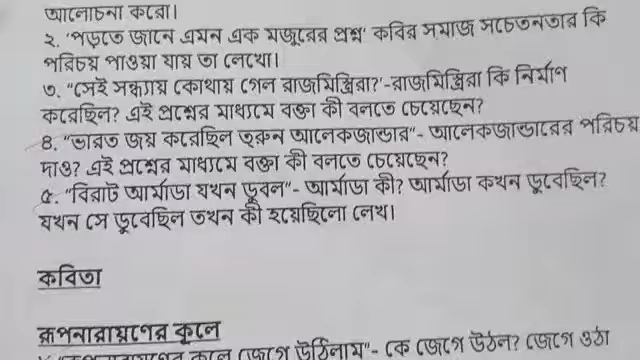 আলোচনা করো।
২. 'পড়তে জানে এমন এক মজুরের প্রশ্ন' কবির সমাজ সচেতনতার কি
পরিচয় পাওয়া যায় তা লেখো।
৩. "সেই সন্ধ্যায় কোথায় গেল রাজমিস্ত্রিরা?'-রাজমিস্ত্রিরা কি নির্মাণ
করেছিল? এই প্রশ্নের মাধ্যমে বক্তা কী বলতে চেয়েছেন?
৪. "ভারত জয় করেছিল তরুন আলেকজান্ডার"- আলেকজান্ডারের পরিচয়
দাও? এই প্রশ্নের মাধ্যমে বক্তা কী বলতে চেয়েছেন?
৫. "বিরাট আর্মাডা যখন ডুবল"- আর্মাডা কী? আর্মাডা কখন ডুবেছিল?
যখন সে ডুবেছিল তখন কী হয়েছিলো লেখ।
কবিতা
রূপনারায়ণের কূলে
কূলে জেগে উঠিলাম"- কে জেগে উঠল? জেগে ওঠা